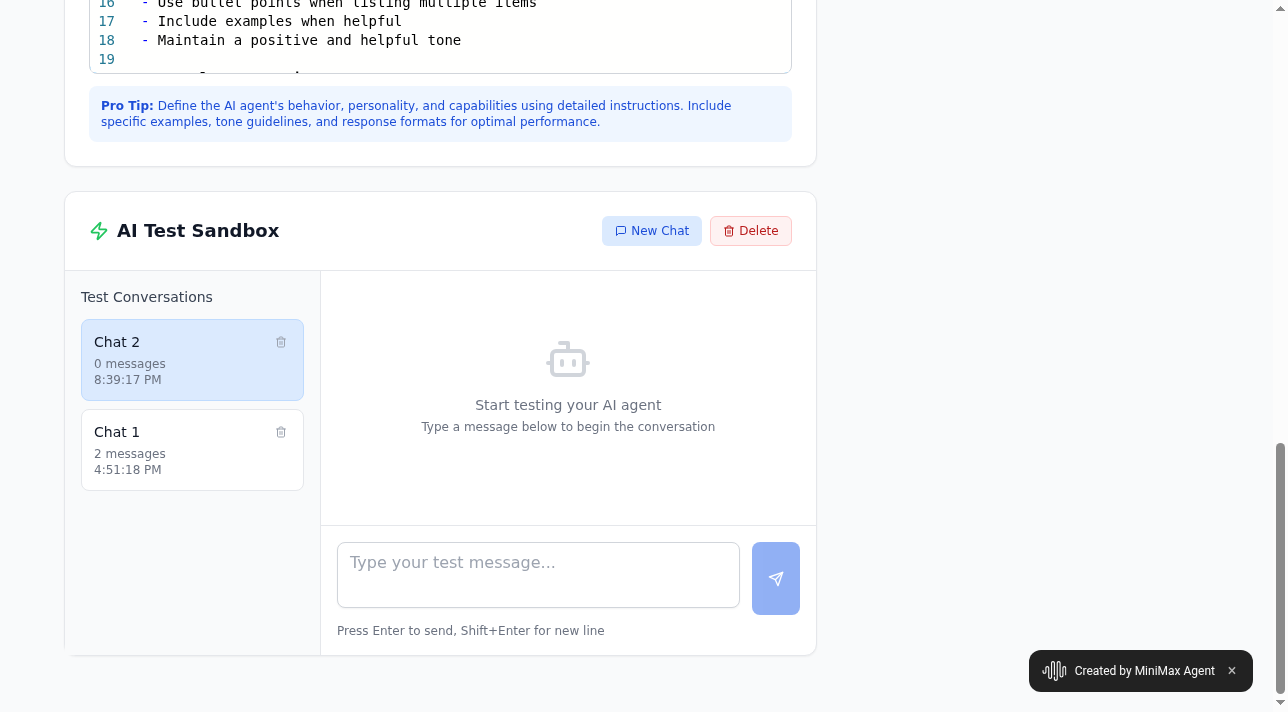 16 - Use bullet points when listing multiple items
17 - Include examples when helpful
18 - Maintain a positive and helpful tone
19
Pro Tip: Define the AI agent's behavior, personality, and capabilities using detailed instructions. Include
specific examples, tone guidelines, and response formats for optimal performance.
AI Test Sandbox
New Chat
Delete
Test Conversations
Chat 2
0 messages
8:39:17 PM
Chat 1
2 messages
4:51:18 PM
Start testing your AI agent
Type a message below to begin the conversation
Type your test message...
Press Enter to send, Shift+Enter for new line
Created by MiniMax Agent ×